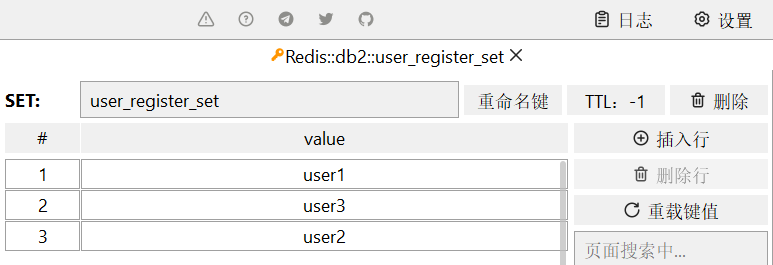 日志 设置
Redis::db2::user_register_set
SET: user_register_set 重命名键 TTL：-1 删除
# value 插入行
1 user1 删除行
2 user3 重载键值
3 user2 页面搜索中...